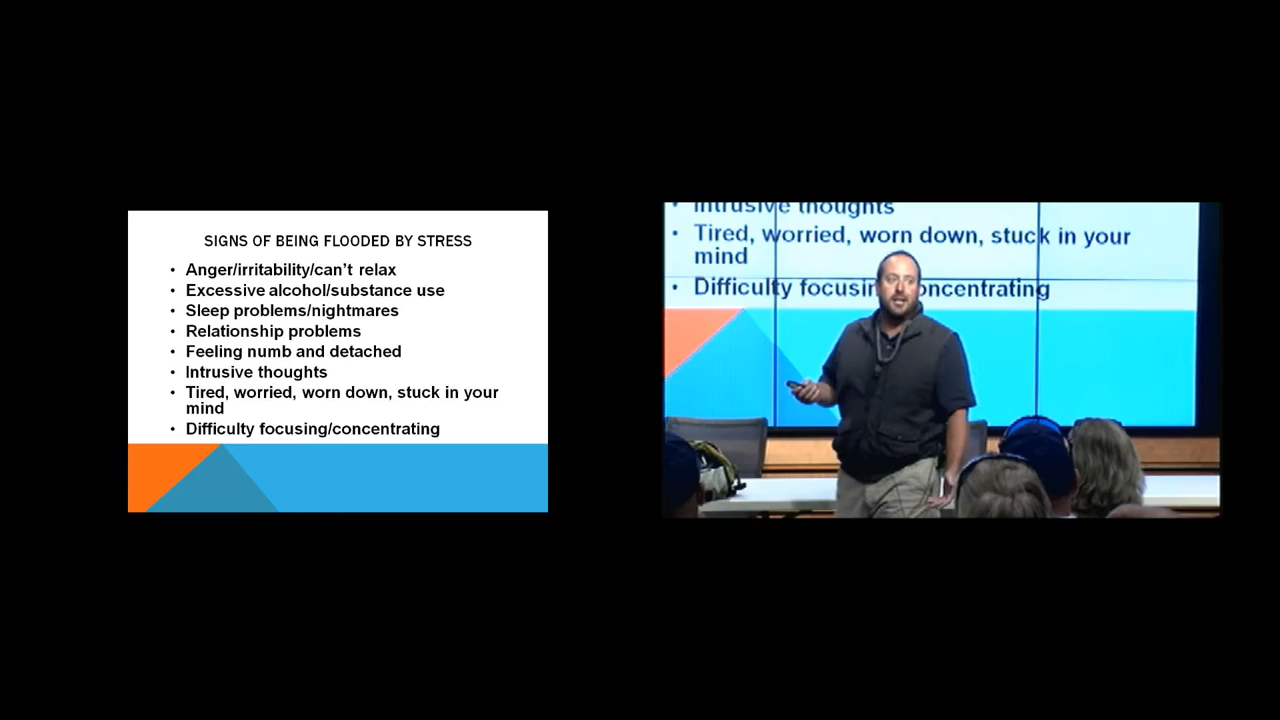 SIGNS OF BEING FLOODED BY STRESS
• Anger/irritability/can't relax
• Excessive alcohol/substance use
• Sleep problems/nightmares
• Relationship problems
• Feeling numb and detached
• Intrusive thoughts
• Tired, worried, worn down, stuck in your
mind
• Difficulty focusing/concentrating
• Intrusive thoughts
• Tired, worried, worn down, stuck in your
mind
• Difficulty focusin oncentrating